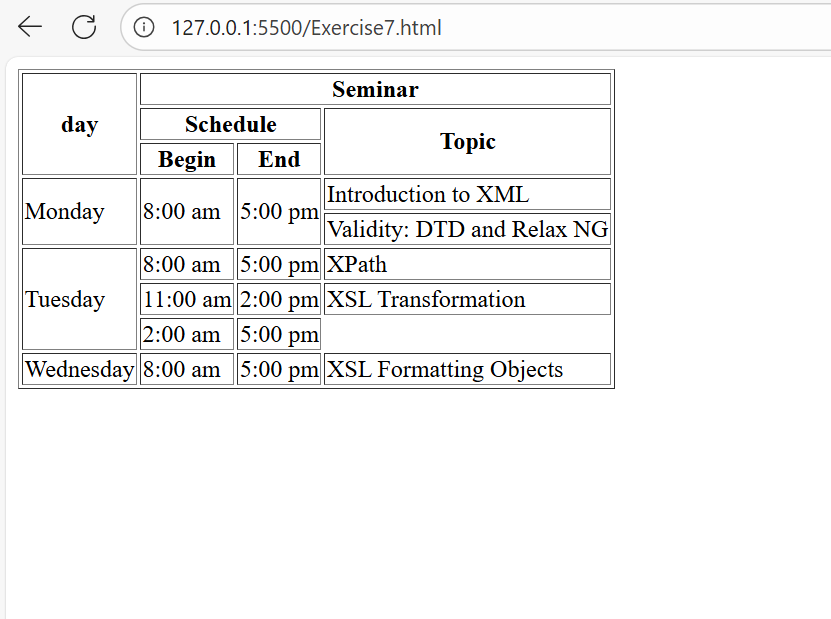 127.0.0.1:5500/Exercise7.html
day Seminar
Schedule Topic
Begin End
Monday 8:00 am 5:00 pm Introduction to XML
Validity: DTD and Relax NG
Tuesday 8:00 am 5:00 pm XPath
11:00 am 2:00 pm XSL Transformation
2:00 am 5:00 pm
Wednesday 8:00 am 5:00 pm XSL Formatting Objects